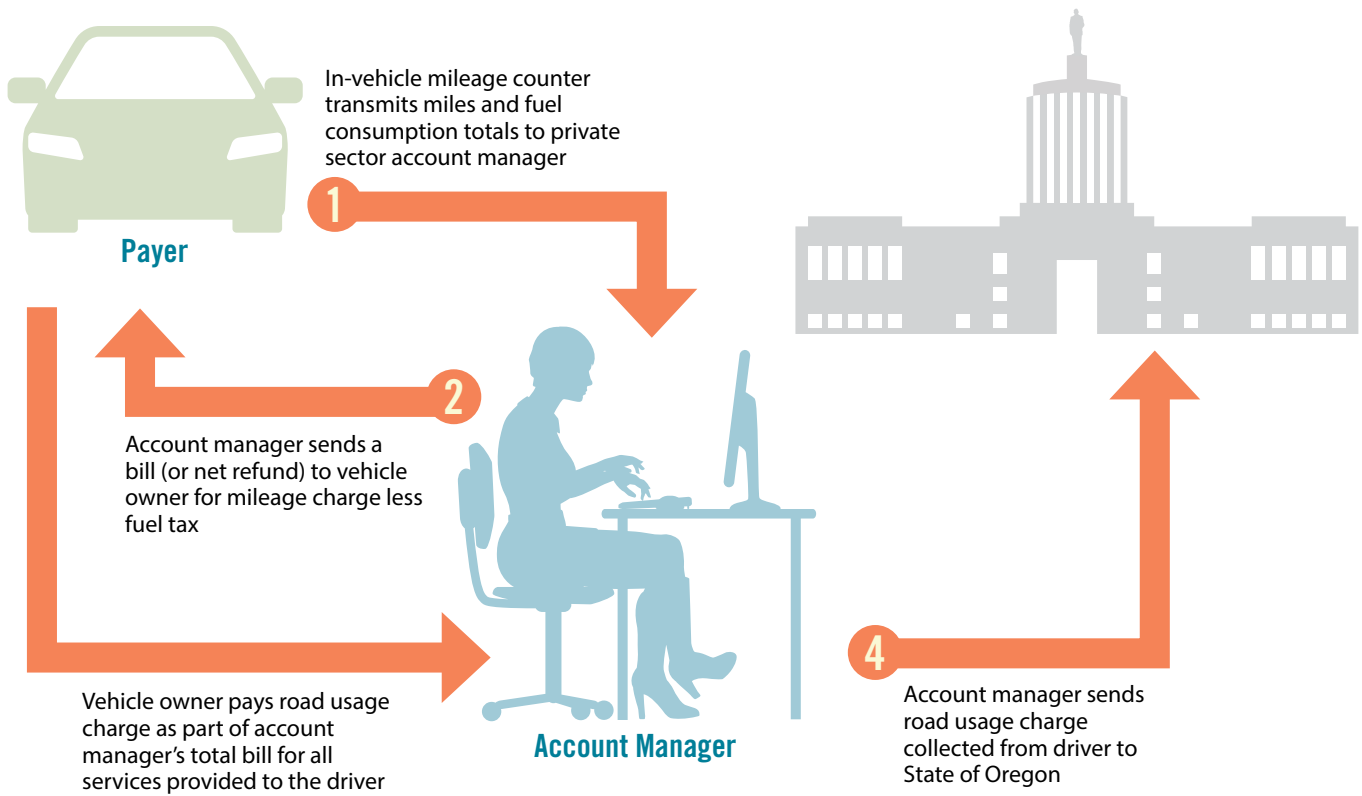 In-vehicle mileage counter
transmits miles and fuel
consumption totals to private
sector account manager
1
Payer
2
Account manager sends a
bill (or net refund) to vehicle
owner for mileage charge less
fuel tax
Vehicle owner pays road usage
charge as part of account
manager’s total bill for all
services provided to the driver
Account Manager
4
Account manager sends
road usage charge
collected from driver to
State of Oregon